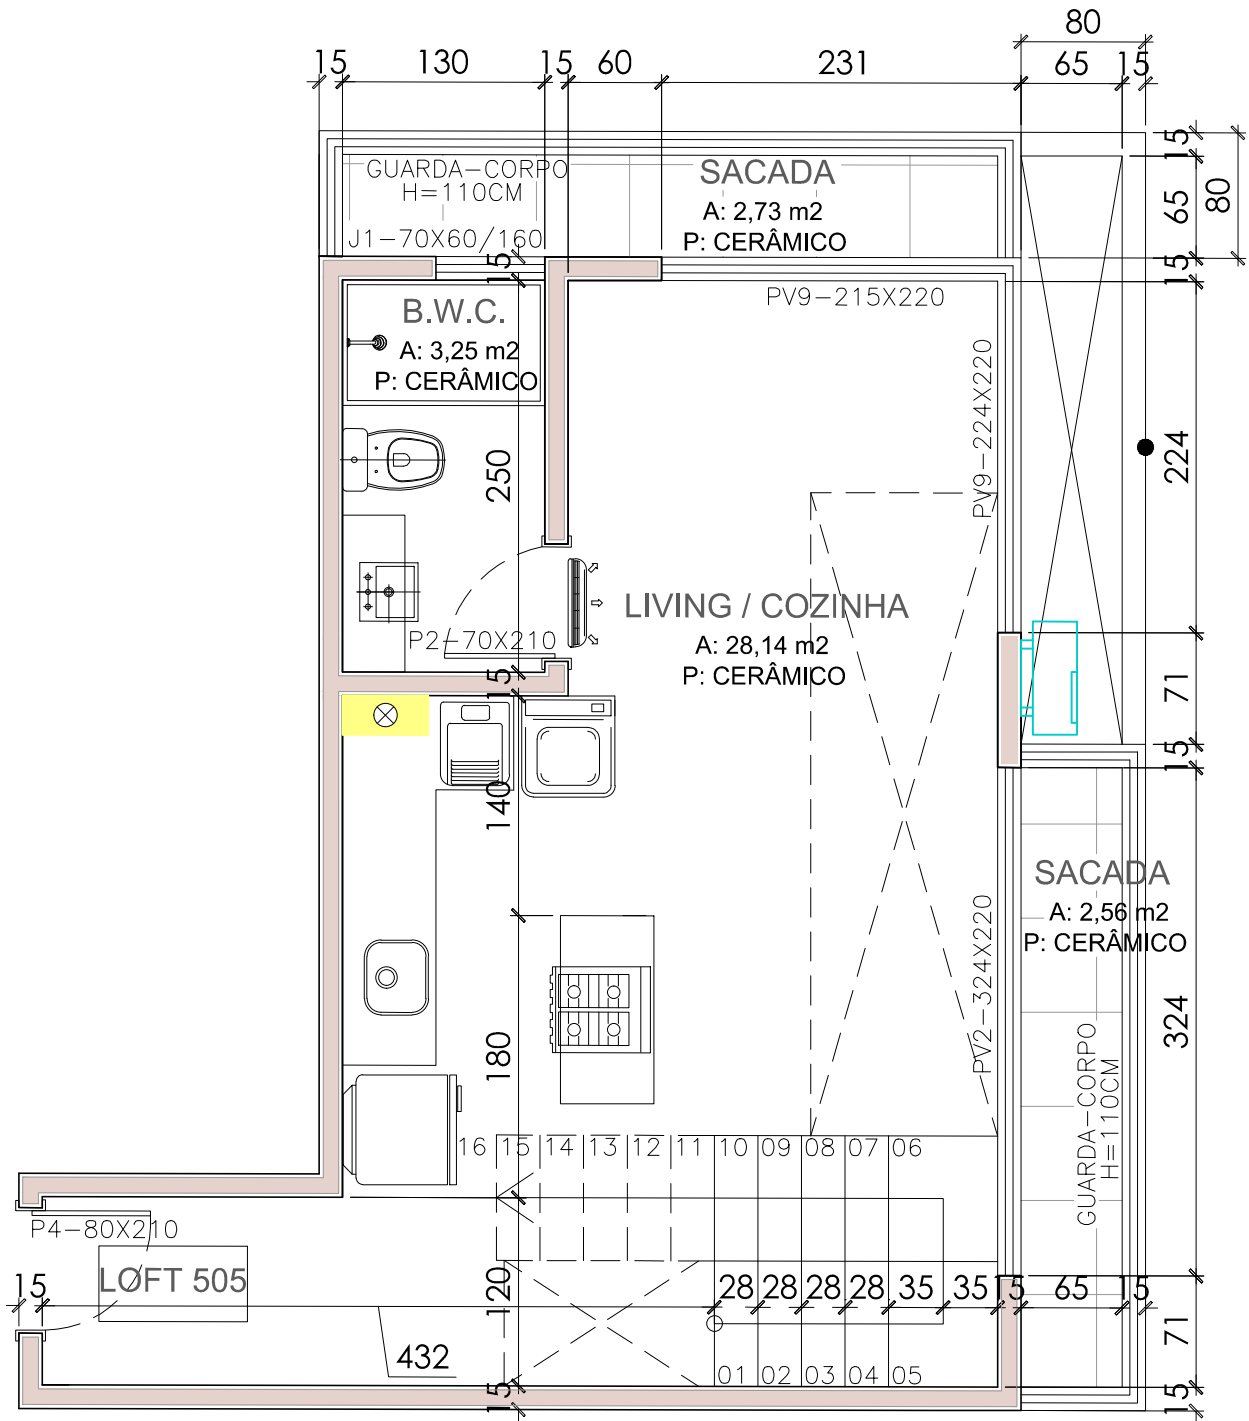 80
15 130 15 60 231 65 15
GUARDA-CORPO
H=110CM
SACADA
A: 2,73 m2
P: CERÂMICO
15
65
80
J1-70X60/160
15
15
PV9-215X220
B.W.C.
A: 3,25 m2
P: CERÂMICO
PV9-224X220
224
250
LIVING / COZINHA
A: 28,14 m2
P: CERÂMICO
P2-70X210
15
71
15
140
SACADA
A: 2,56 m2
P: CERÂMICO
PV2-324X220
324
180
GUARDA-CORPO
H=110CM
16 15 14 13 12 11 10 09 08 07 06
P4-80X210
LOFT 505
15
120
28 28 28 28 35 35 15 65 15
71
432
01 02 03 04 05
15
15